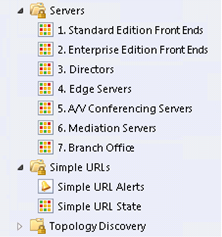 Servers
1. Standard Edition Front Ends
2. Enterprise Edition Front Ends
3. Directors
4. Edge Servers
5. A/V Conferencing Servers
6. Mediation Servers
7. Branch Office
Simple URLs
Simple URL Alerts
Simple URL State
Topology Discovery